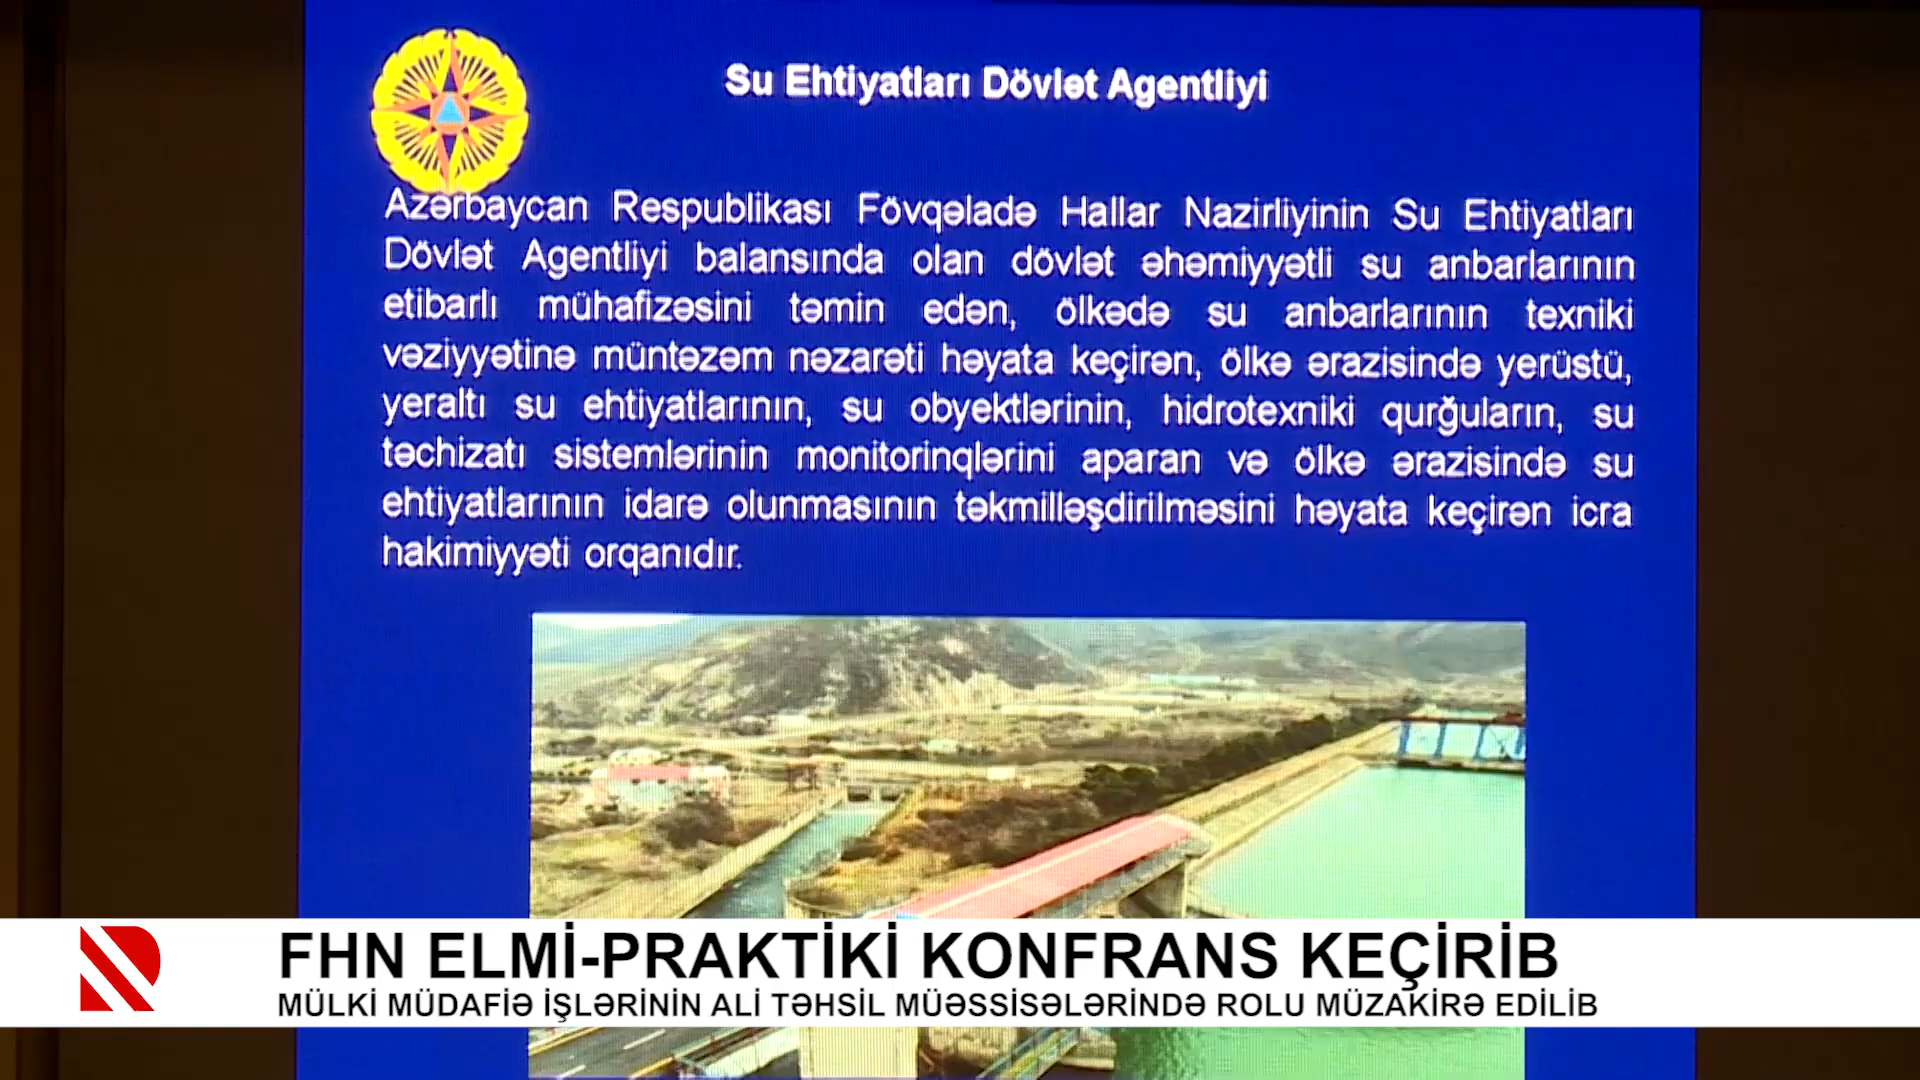 Su Ehtiyatları Dövlət Agentliyi
Azərbaycan Respublikası Fövqəladə Hallar Nazirliyinin Su Ehtiyatları
Dövlət Agentliyi balansında olan dövlət əhəmiyyətli su anbarlarının
etibarlı mühafizəsini təmin edən, ölkədə su anbarlarının texniki
vəziyyətinə müntəzəm nəzarəti həyata keçirən, ölkə ərazisində yerüstü,
yeraltı su ehtiyatlarının, su obyektlərinin, hidrotexniki qurğuların, su
təchizatı sistemlərinin monitorinqlərini aparan və ölkə ərazisində su
ehtiyatlarının idarə olunmasının təkmilləşdirilməsini həyata keçirən icra
hakimiyyəti orqanıdır.
FHN ELMİ-PRAKTİKİ KONFRANS KEÇİRİB
MÜLKİ MÜDAFİƏ İŞLƏRİNİN ALİ TƏHSİL MÜƏSSİSƏLƏRİNDƏ ROLU MÜZAKİRƏ EDİLİB